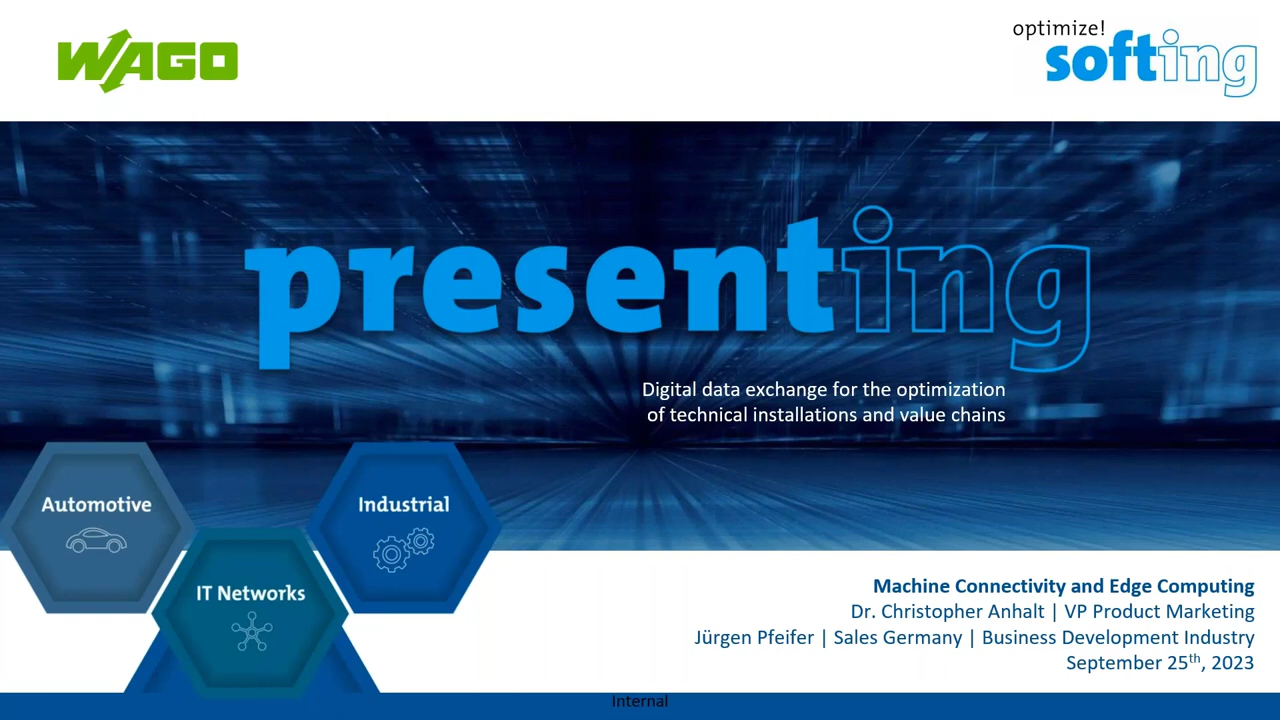 WAGO
optimize!
softing
presenting
Digital data exchange for the optimization
of technical installations and value chains
Automotive
Industrial
IT Networks
Machine Connectivity and Edge Computing
Dr. Christopher Anhalt | VP Product Marketing
Jürgen Pfeifer | Sales Germany | Business Development Industry
September 25th, 2023
Internal